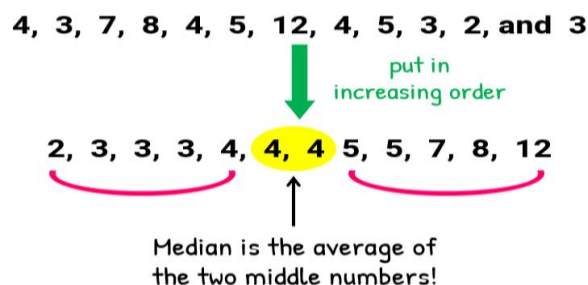 4, 3, 7, 8, 4, 5, 12, 4, 5, 3, 2, and 3
put in
increasing order
2, 3, 3, 3, 4, 4, 4 5, 5, 7, 8, 12
Median is the average of
the two middle numbers!